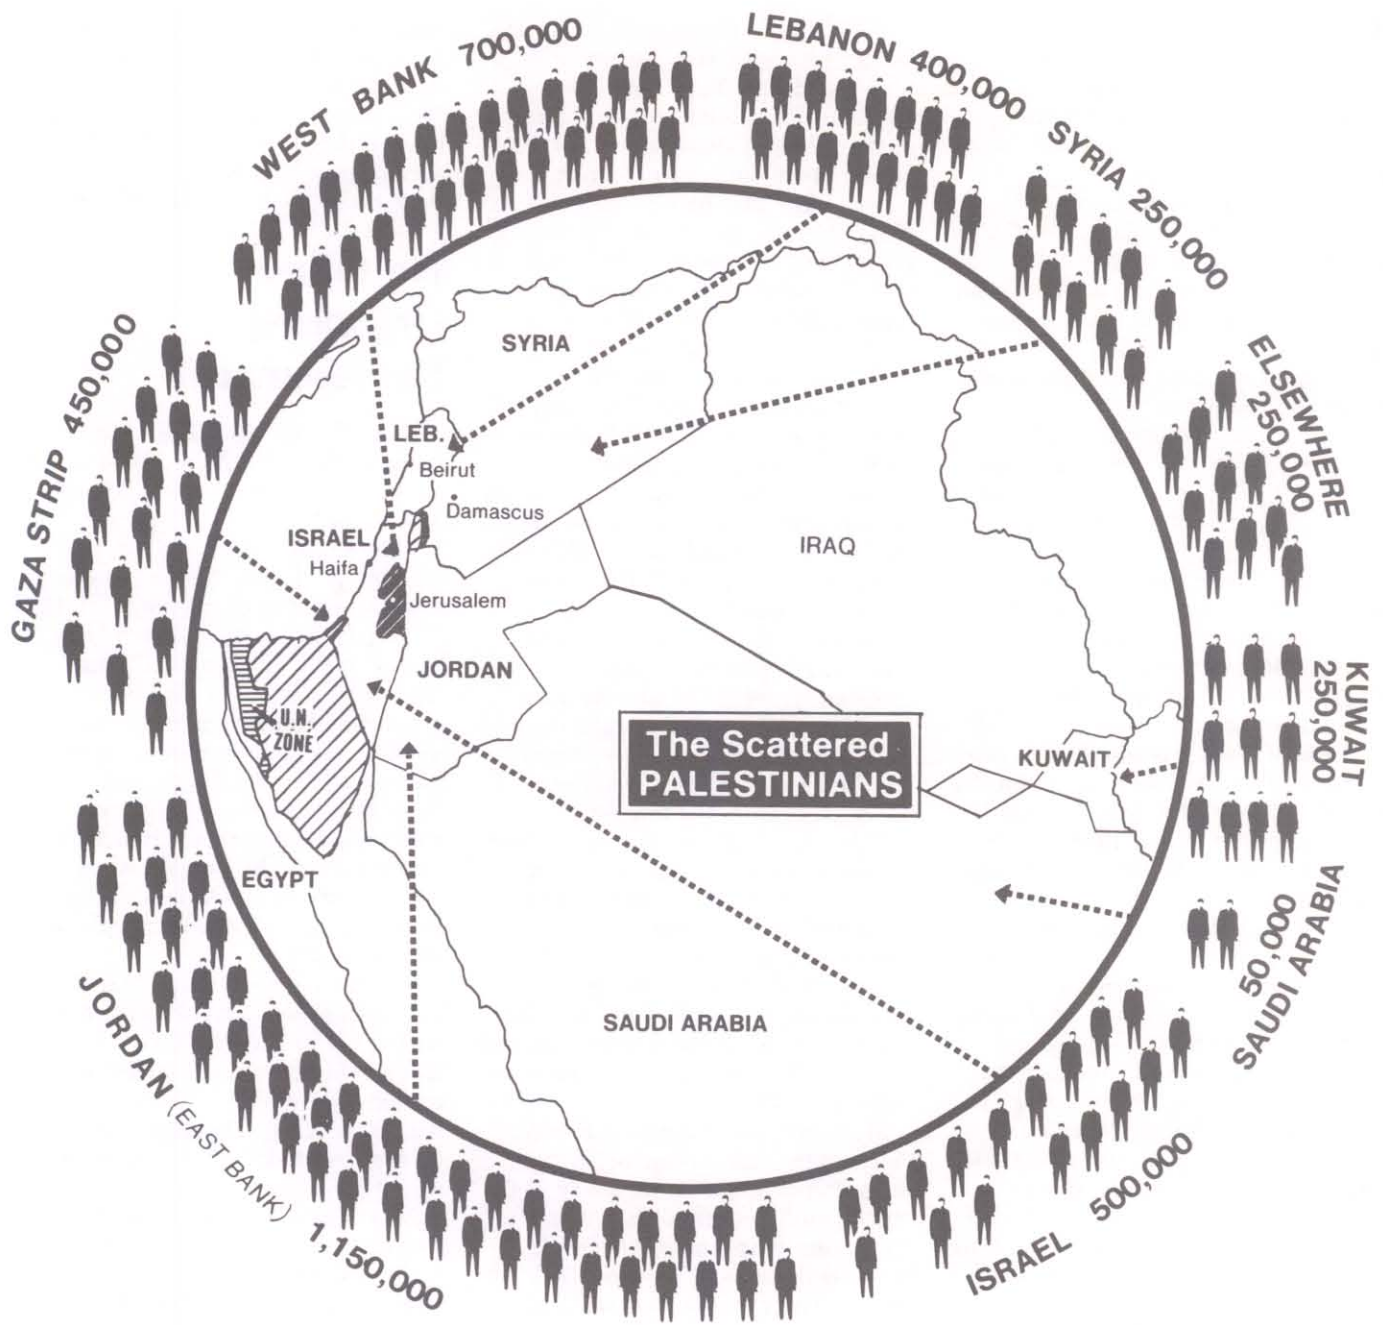 WEST BANK 700,000
LEBANON 400,000
SYRIA 250,000
ELSEWHERE
250,000
KUWAIT
250,000
50,000
SAUDI ARABIA
ISRAEL 500,000
JORDAN (EAST BANK) 1,150,000
GAZA STRIP 450,000
SYRIA
LEB.
Beirut
Damascus
ISRAEL
Haifa
IRAQ
Jerusalem
JORDAN
U.N.
ZONE
The Scattered
PALESTINIANS
KUWAIT
EGYPT
SAUDI ARABIA